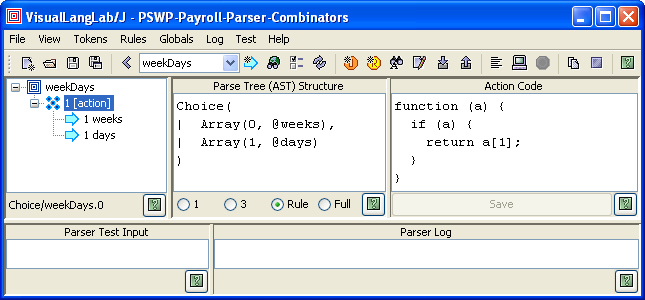 VisualLangLab/J - PSWP-Payroll-Parser-Combinators
File View Tokens Rules Globals Log Test Help
weekDays
weekDays
1 [action]
1 weeks
1 days
Choice/weekDays.0
Parse Tree (AST) Structure
Choice(
| Array(0, @weeks),
| Array(1, @days)
)
1 3 Rule Full
Action Code
function (a) {
if (a) {
return a[1];
}
}
Save
Parser Test Input
Parser Log